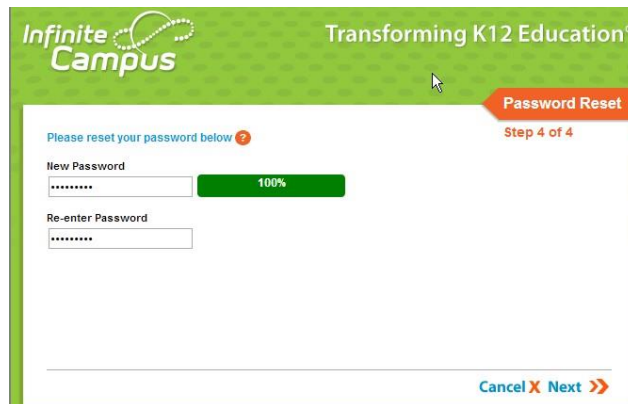 Infinite
Campus
Transforming K12 Education
Password Reset
Step 4 of 4
Please reset your password below ?
New Password
•••••••••
100%
Re-enter Password
•••••••••
Cancel X Next